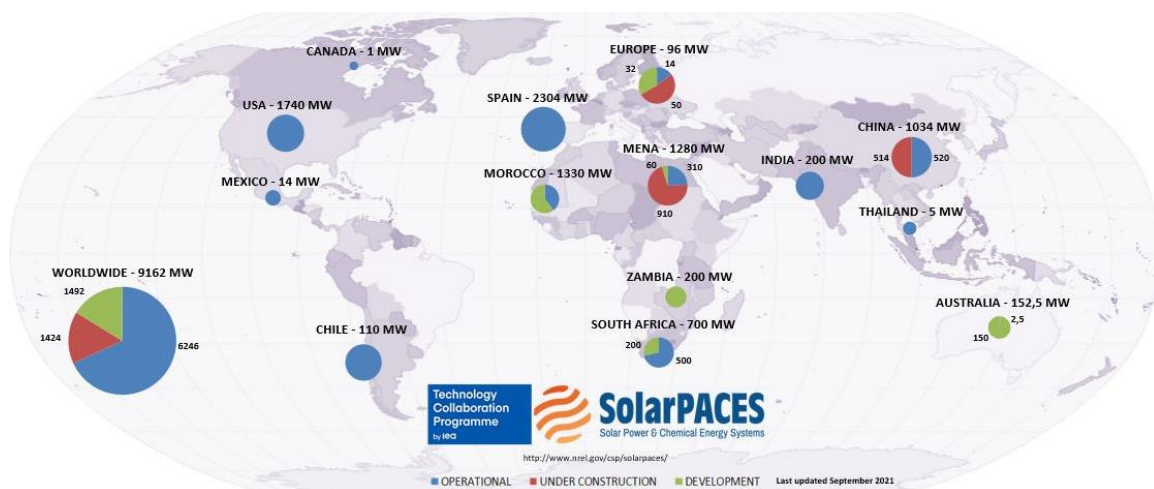 CANADA - 1 MW
EUROPE - 96 MW
32
14
50
USA - 1740 MW
SPAIN - 2304 MW
CHINA - 1034 MW
514
520
MENA - 1280 MW
60
310
910
INDIA - 200 MW
MOROCCO - 1330 MW
MEXICO - 14 MW
THAILAND - 5 MW
WORLDWIDE - 9162 MW
1492
1424
6246
ZAMBIA - 200 MW
AUSTRALIA - 152,5 MW
2,5
150
CHILE - 110 MW
SOUTH AFRICA - 700 MW
200
500
Technology
Collaboration
Programme
by iea
SolarPACES
Solar Power & Chemical Energy Systems
http://www.nrel.gov/csp/solarpaces/
OPERATIONAL UNDER CONSTRUCTION DEVELOPMENT Last updated September 2021